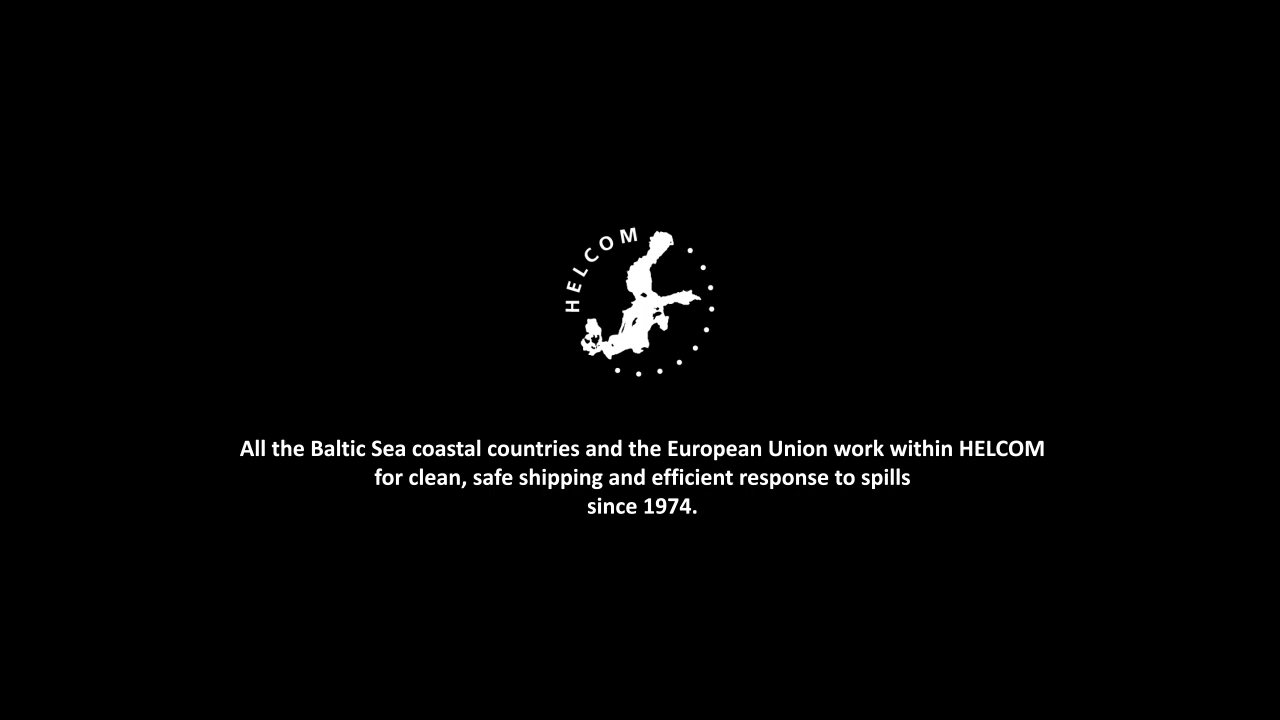 HELCOM
All the Baltic Sea coastal countries and the European Union work within HELCOM
for clean, safe shipping and efficient response to spills
since 1974.